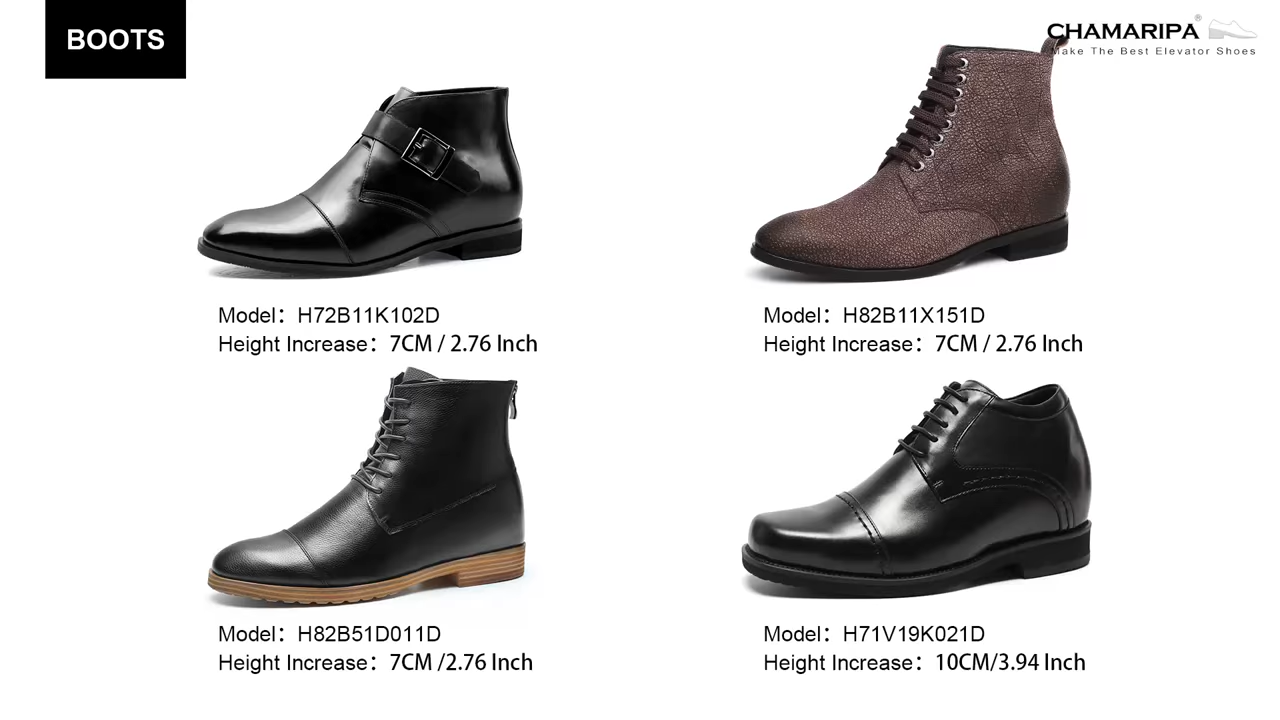 BOOTS
CHAMARIPA®
Make The Best Elevator Shoes
Model：H72B11K102D
Height Increase：7CM / 2.76 Inch
Model：H82B11X151D
Height Increase：7CM / 2.76 Inch
Model：H82B51D011D
Height Increase：7CM /2.76 Inch
Model：H71V19K021D
Height Increase：10CM/3.94 Inch